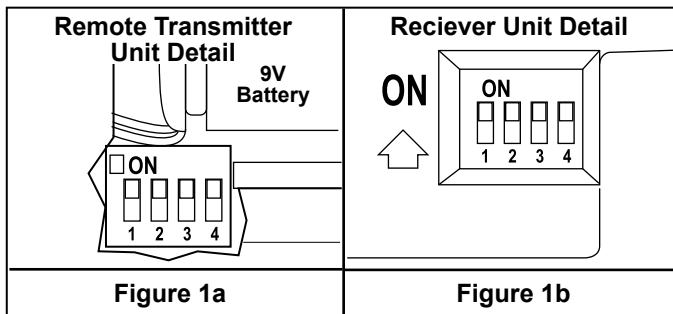 Remote Transmitter
Unit Detail
9V
Battery
ON
1 2 3 4
Figure 1a
Reciever Unit Detail
ON
ON
1 2 3 4
Figure 1b